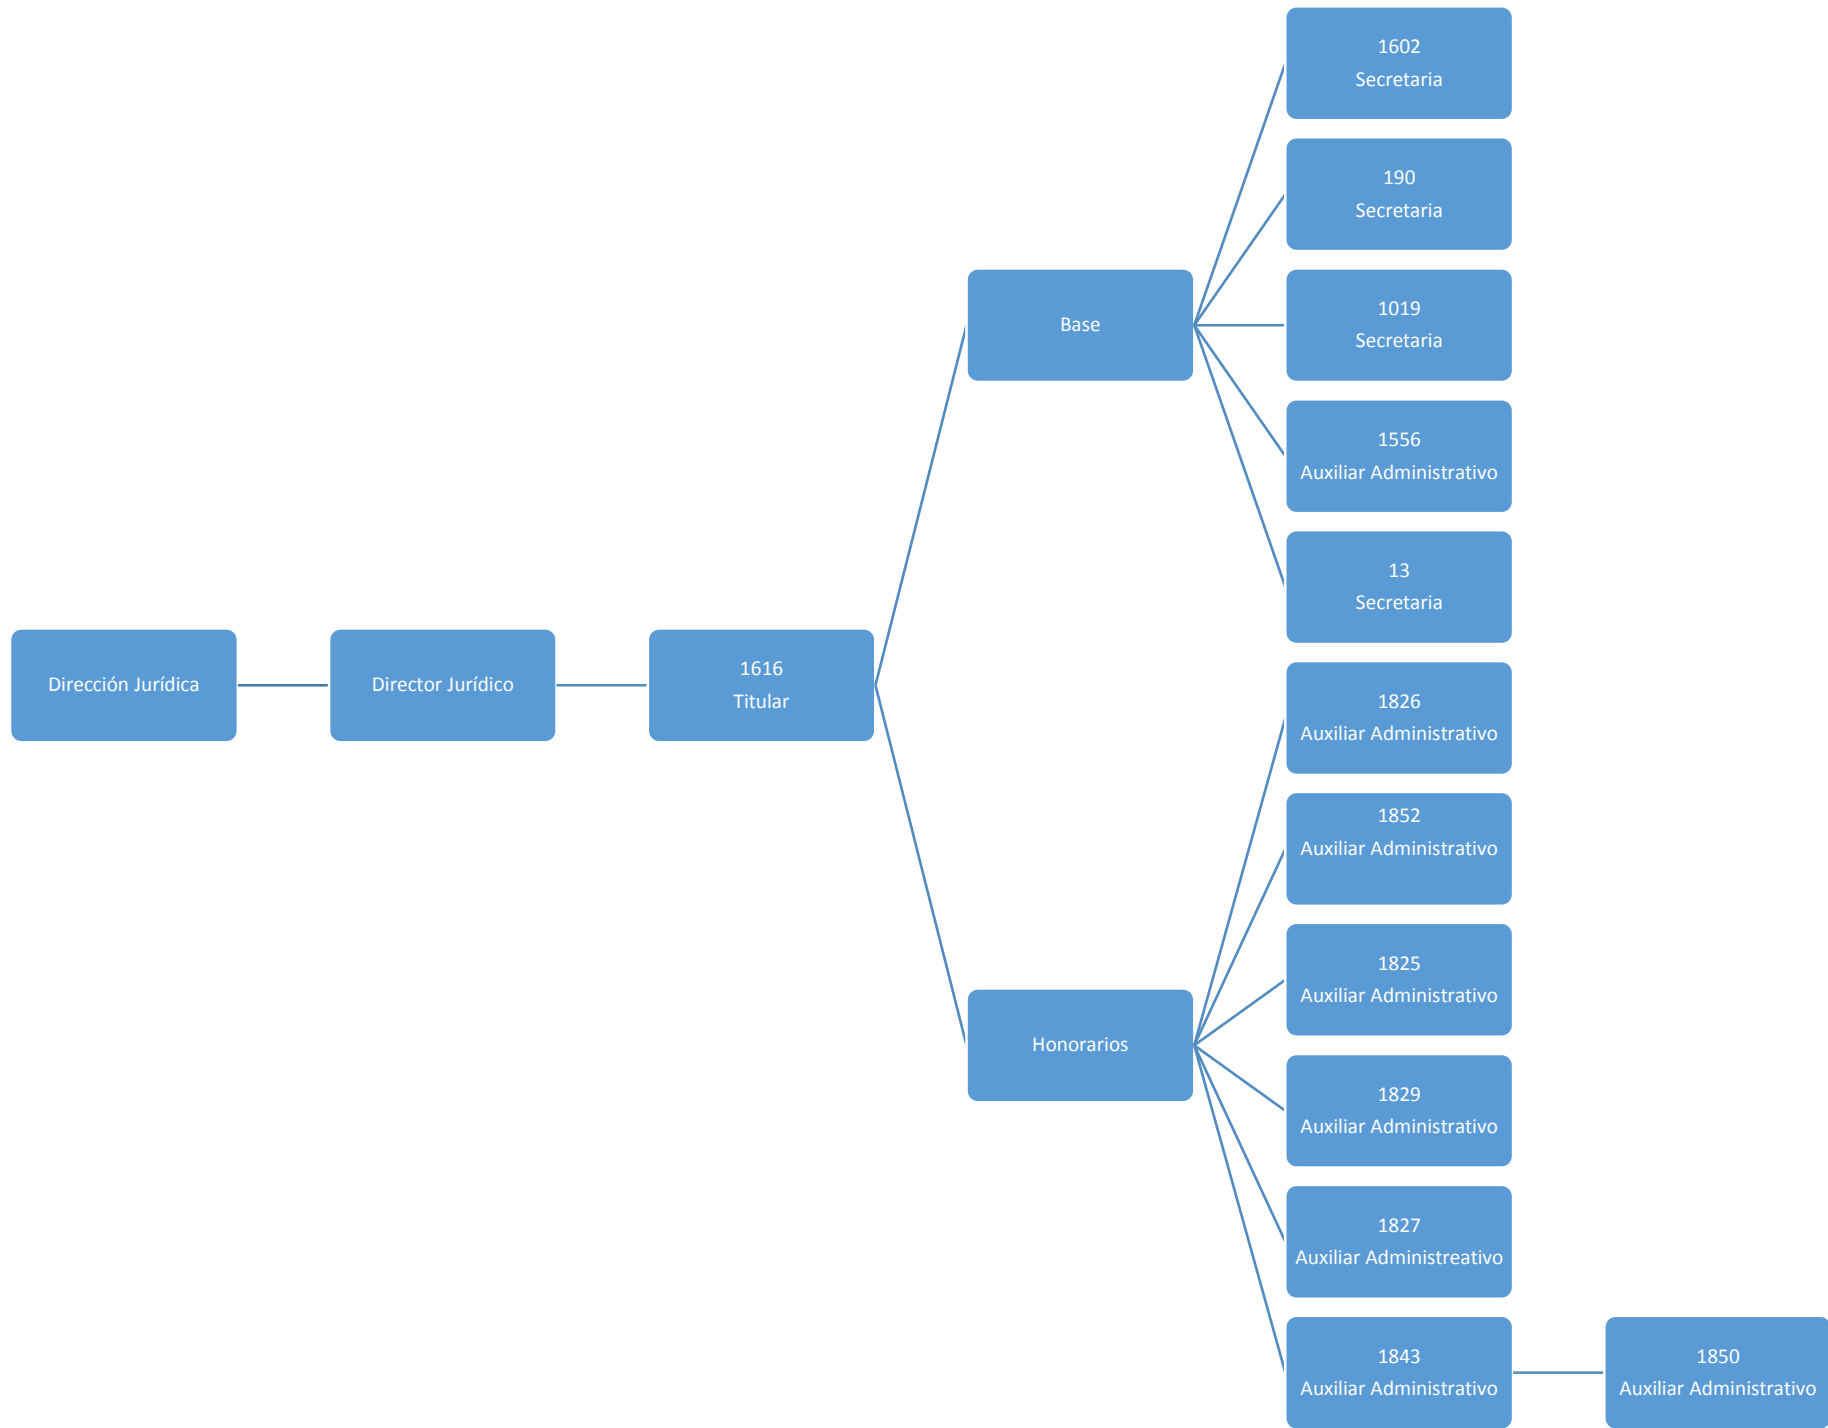 Dirección Jurídica
Director Jurídico
1616
Titular
Base
1602
Secretaria
190
Secretaria
1019
Secretaria
1556
Auxiliar Administrativo
13
Secretaria
Honorarios
1826
Auxiliar Administrativo
1852
Auxiliar Administrativo
1825
Auxiliar Administrativo
1829
Auxiliar Administrativo
1827
Auxiliar Administreativo
1843
Auxiliar Administrativo
1850
Auxiliar Administrativo